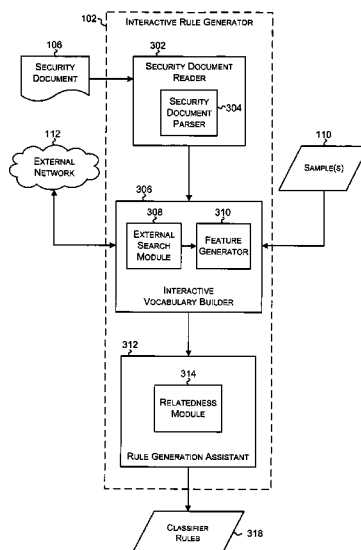 102
INTERACTIVE RULE GENERATOR
106
SECURITY
DOCUMENT
302
SECURITY DOCUMENT
READER
SECURITY
DOCUMENT
PARSER
304
112
EXTERNAL
NETWORK
110
SAMPLE(S)
306
308
EXTERNAL
SEARCH
MODULE
310
FEATURE
GENERATOR
INTERACTIVE
VOCABULARY BUILDER
312
314
RELATEDNESS
MODULE
RULE GENERATION ASSISTANT
CLASSIFIER
RULES
318